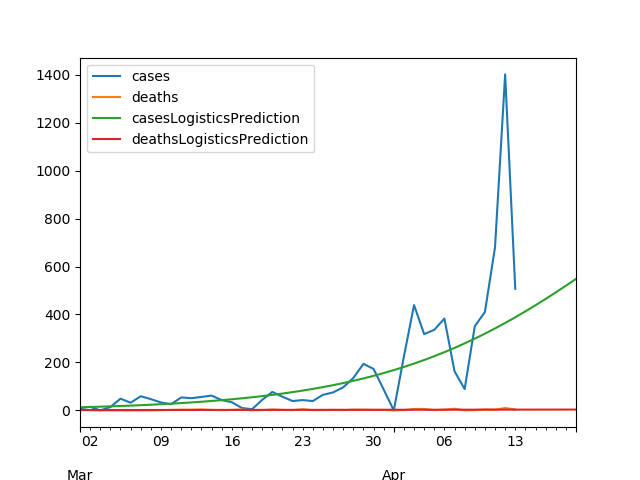 cases
deaths
casesLogisticsPrediction
deathsLogisticsPrediction
1400
1200
1000
800
600
400
200
0
02 09 16 23 30 06 13
Mar Apr